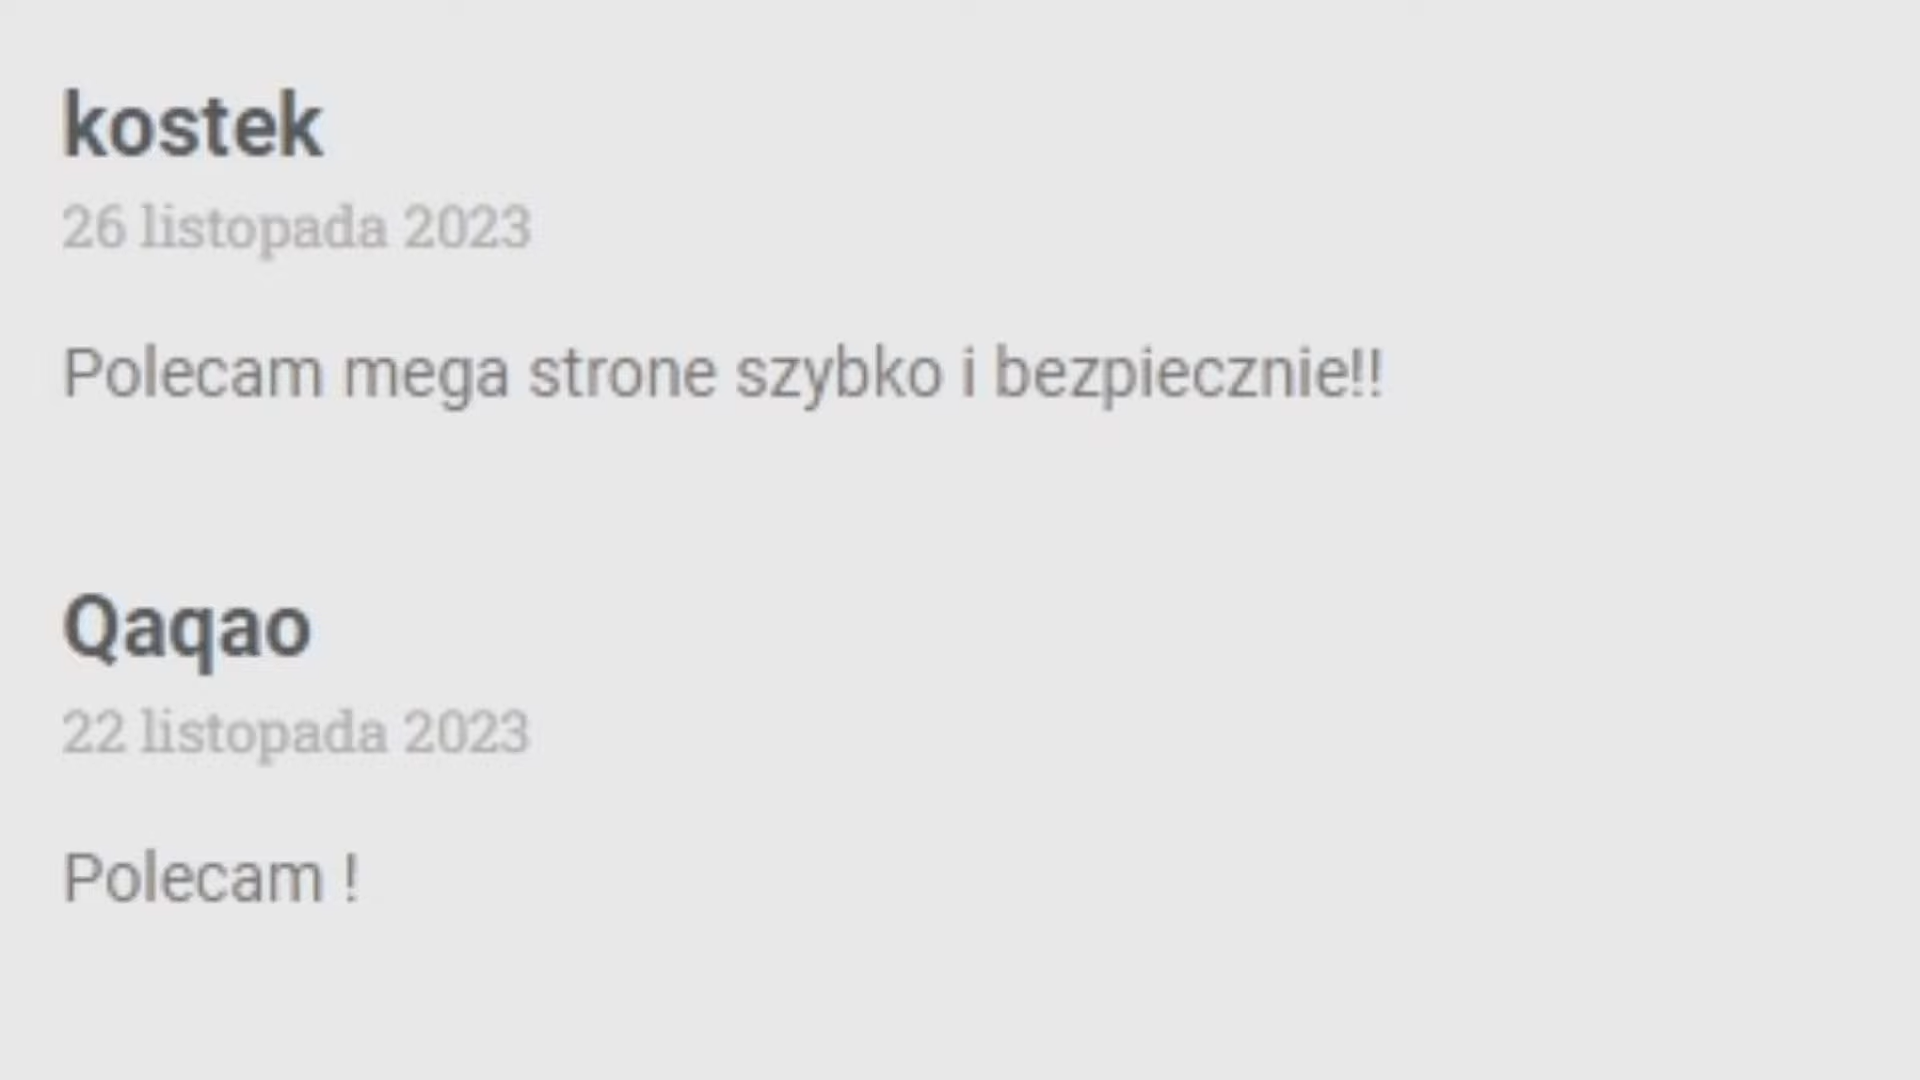 kostek
26 listopada 2023
Polecam mega strone szybko i bezpiecznie!!
Qaqao
22 listopada 2023
Polecam !